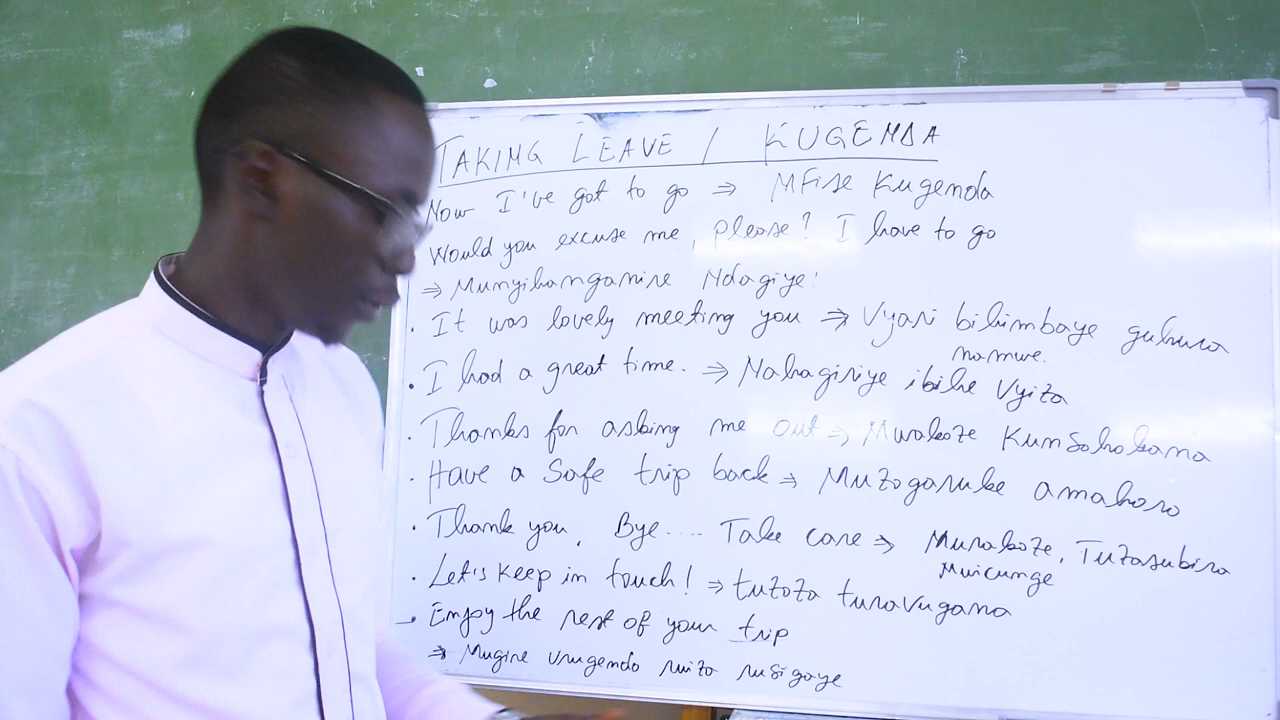 TAKING LEAVE / KUGENDA
Now I've got to go ⇒ Mfise Kugenda
Would you excuse me, please? I have to go
⇒ Munyihanganire Ndagiye!
. It was lovely meeting you ⇒ Vyari bihimbaye guhura
namwe.
. I had a great time. ⇒ Nahagiriye ibihe Vyiza
. Thanks for asking me out ⇒ Mwakoze Kunsohokana
. Have a Safe trip back ⇒ Muzogaruke amahoro
. Thank you, Bye.... Take care ⇒ Murakoze, Tuzasubira
Mwicunge
. Let's keep in touch! ⇒ tuzoza turavugana
. Enjoy the rest of your trip
⇒ Mugire urugendo rwiza rusigaye